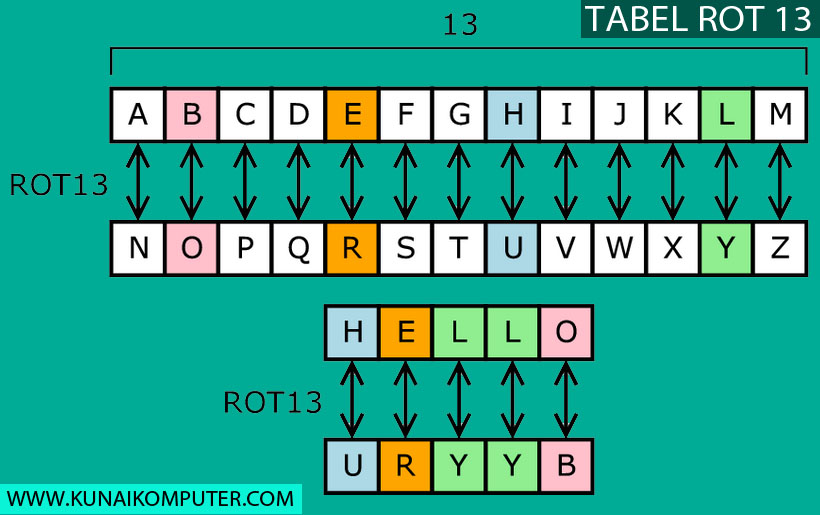 TABEL ROT 13
13
A B C D E F G H I J K L M
ROT13
N O P Q R S T U V W X Y Z
H E L L O
ROT13
U R Y Y B
WWW.KUNAIKOMPUTER.COM